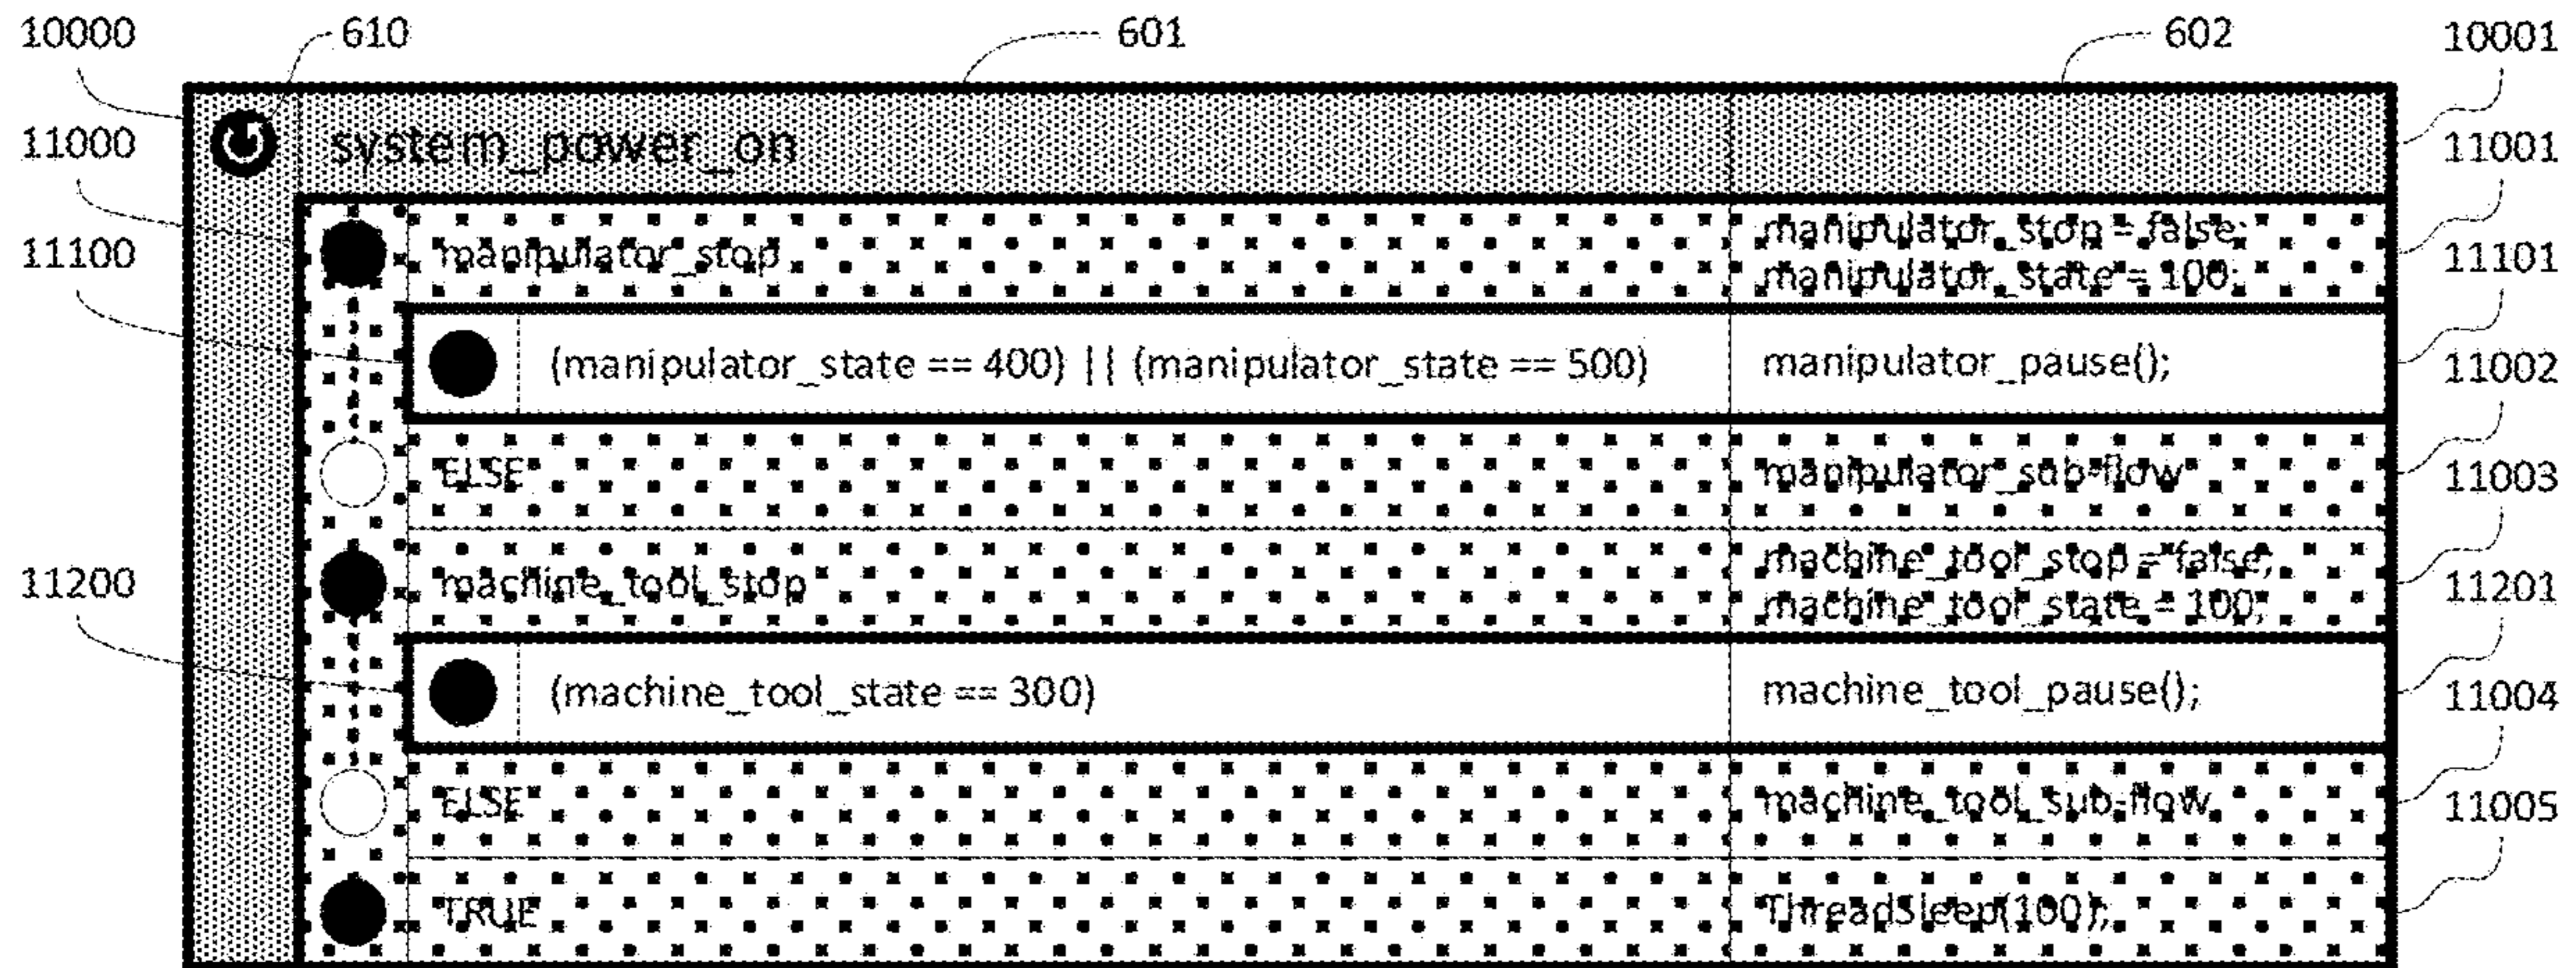 10000
610
601
602
10001
11000
system_power_on
11001
11100
manipulator_stop
manipulator_stop = false;
manipulator_state = 100;
11101
(manipulator_state == 400) || (manipulator_state == 500)
manipulator_pause();
11002
ELSE
manipulator_sub-flow
11003
11200
machine_tool_stop
machine_tool_stop = false;
machine_tool_state = 100;
11201
(machine_tool_state == 300)
machine_tool_pause();
11004
ELSE
machine_tool_sub-flow
11005
TRUE
ThreadSleep(100);